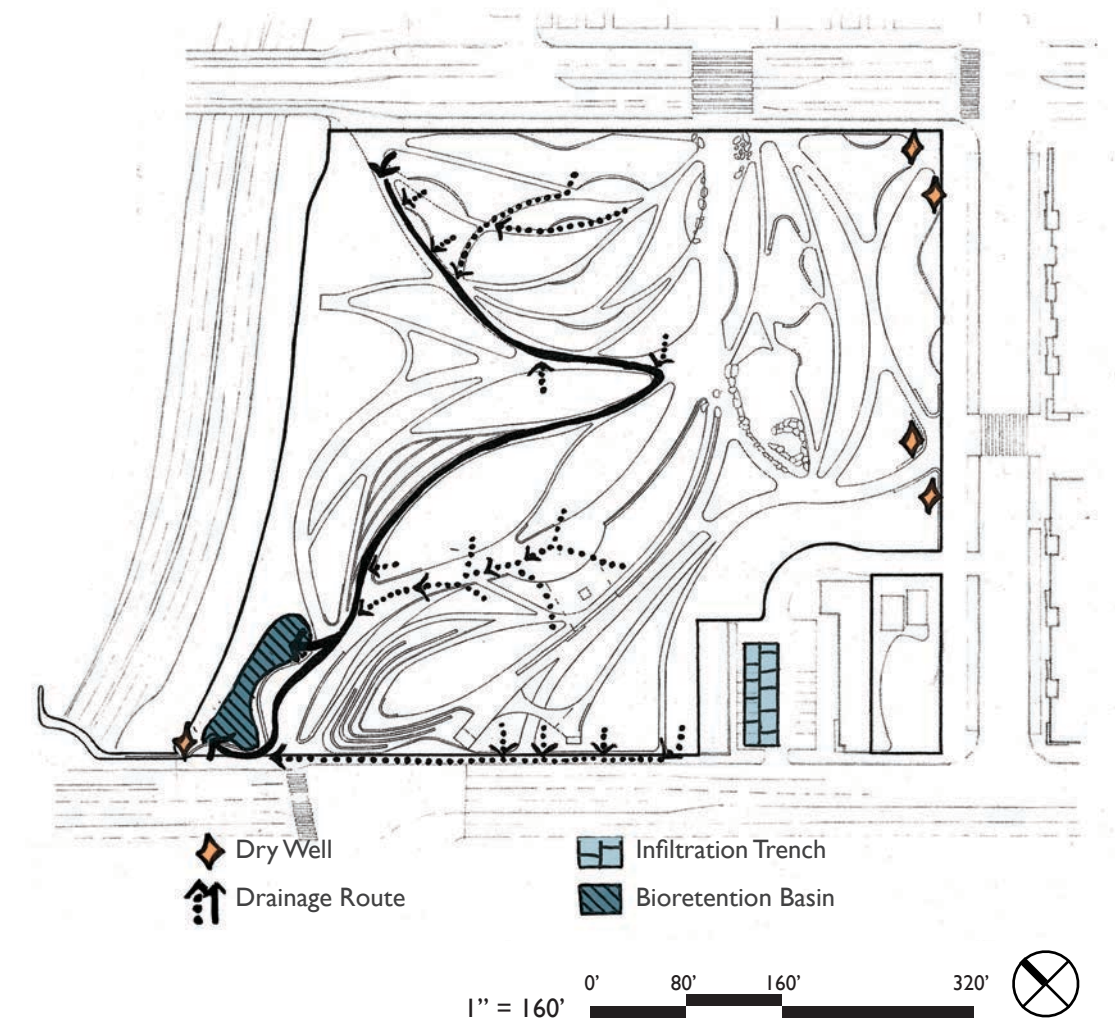 Dry Well
Infiltration Trench
Drainage Route
Bioretention Basin
1” = 160’
0’ 80’ 160’ 320’